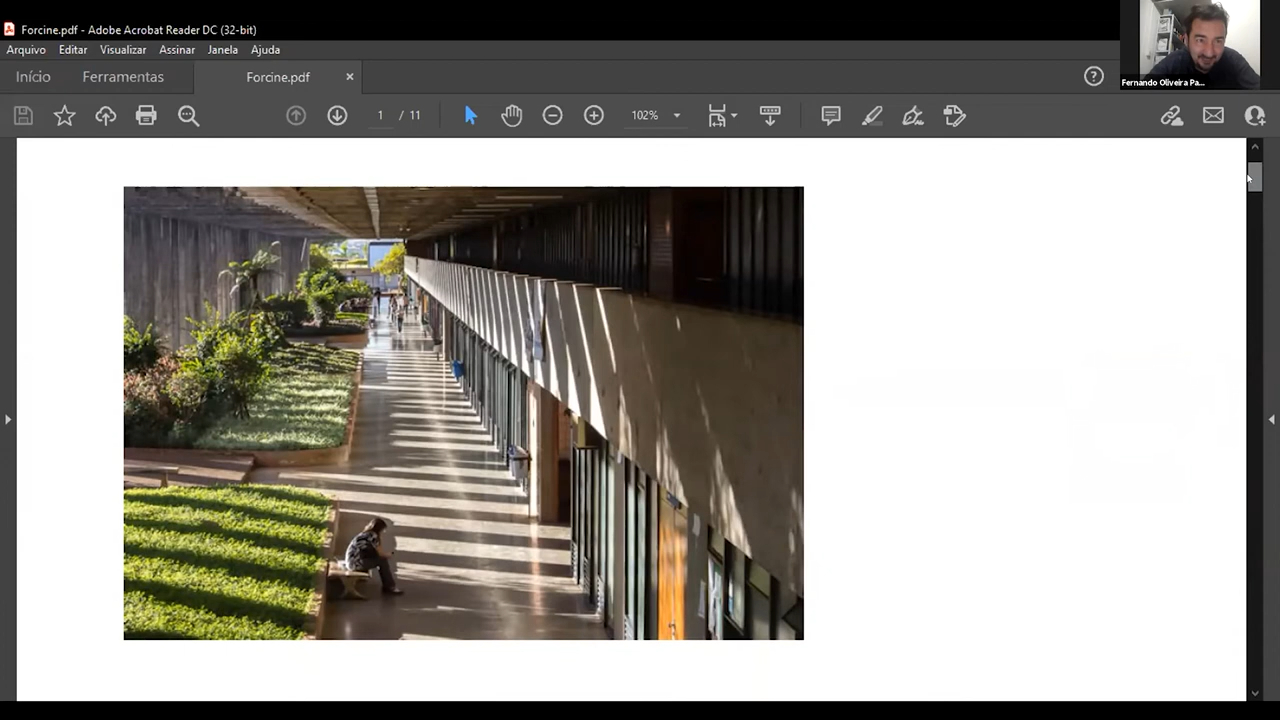 Forcine.pdf - Adobe Acrobat Reader DC (32-bit)
Arquivo Editar Visualizar Assinar Janela Ajuda
Fernando Oliveira Pa...
Início Ferramentas Forcine.pdf
1 / 11 102%